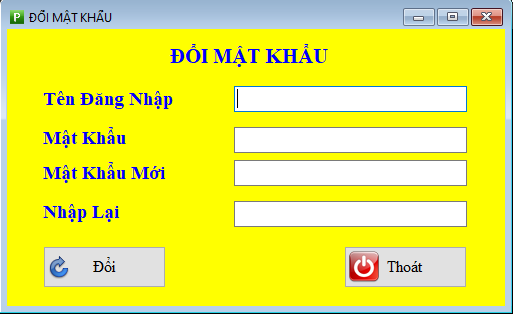 ĐỔI MẬT KHẨU
ĐỔI MẬT KHẨU
Tên Đăng Nhập
Mật Khẩu
Mật Khẩu Mới
Nhập Lại
Đổi Thoát